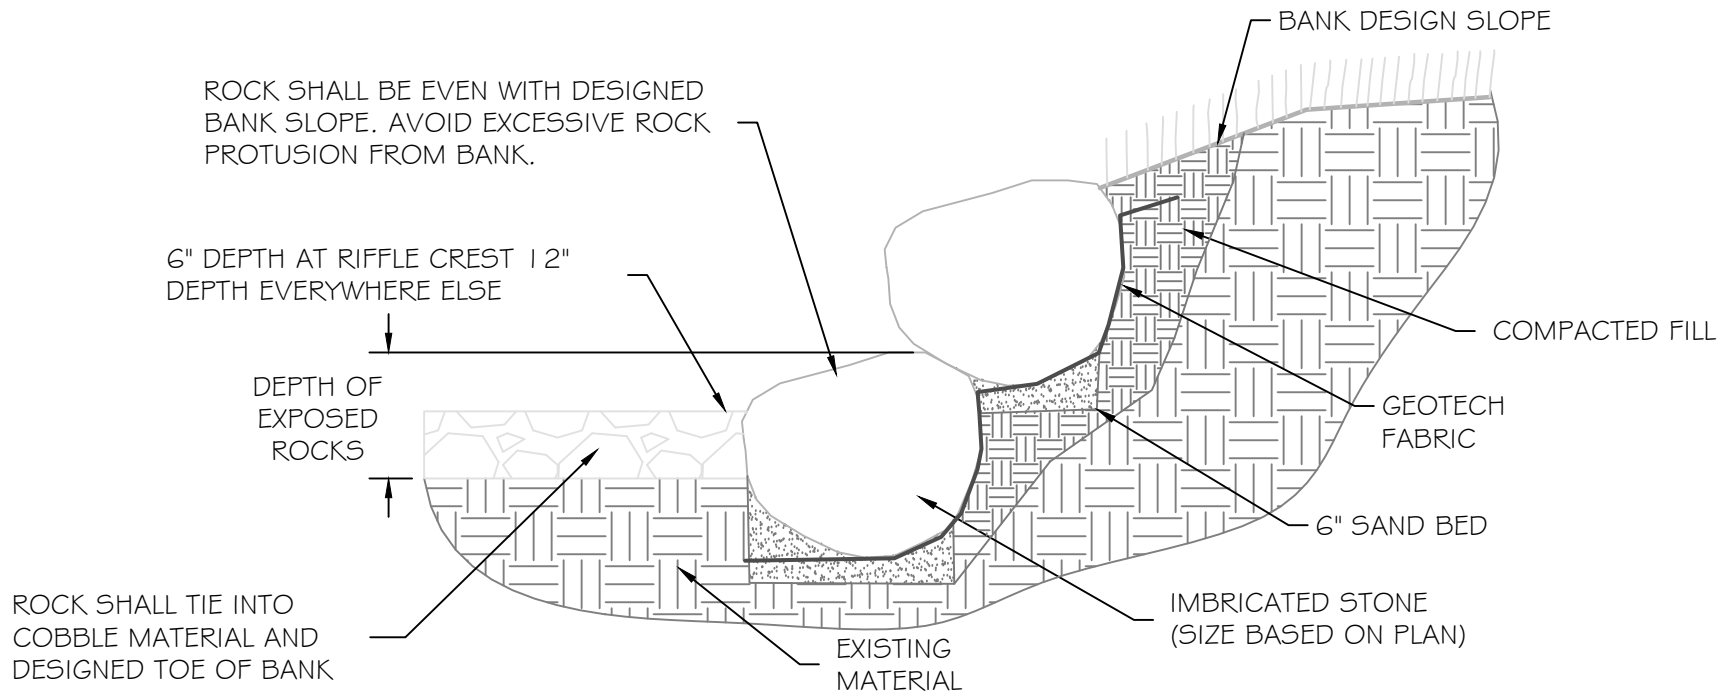 BANK DESIGN SLOPE
ROCK SHALL BE EVEN WITH DESIGNED
BANK SLOPE. AVOID EXCESSIVE ROCK
PROTUSION FROM BANK.
6" DEPTH AT RIFFLE CREST 12"
DEPTH EVERYWHERE ELSE
COMPACTED FILL
DEPTH OF
EXPOSED
ROCKS
GEOTECH
FABRIC
6" SAND BED
ROCK SHALL TIE INTO
COBBLE MATERIAL AND
DESIGNED TOE OF BANK
IMBRICATED STONE
(SIZE BASED ON PLAN)
EXISTING
MATERIAL